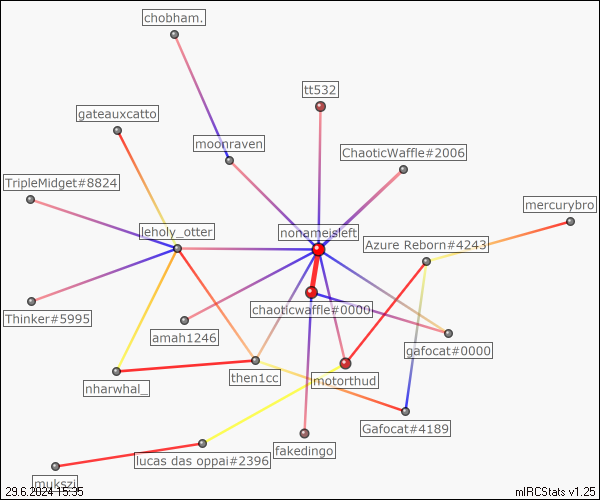 chobham.
tt532
gateauxcatto
moonraven
ChaoticWaffle#2006
TripleMidget#8824
mercurybro
leholy_otter
nonameisleft
Azure Reborn#4243
chaoticwaffle#0000
Thinker#5995
amah1246
gafocat#0000
then1cc
motorthud
nharwhal_
Gafocat#4189
fakedingo
lucas das oppai#2396
mukszi
29.6.2024 15:35
mIRCStats v1.25